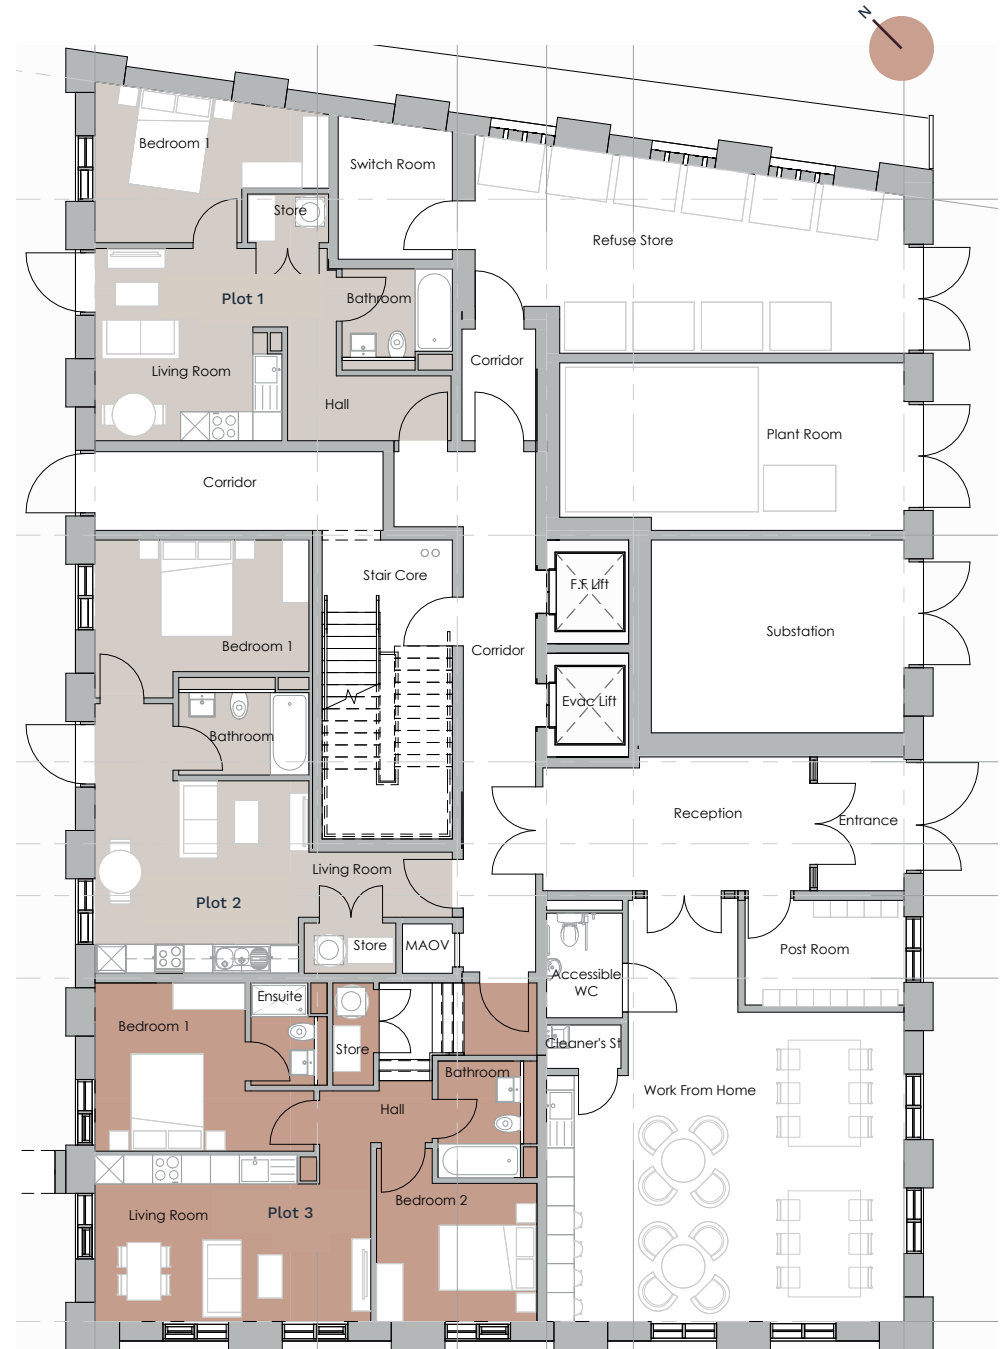 N
Bedroom 1
Switch Room
Store
Refuse Store
Plot 1
Bathroom
Corridor
Living Room
Hall
Plant Room
Corridor
Stair Core
F.F Lift
Substation
Bedroom 1
Corridor
Evac Lift
Bathroom
Reception
Entrance
Living Room
Plot 2
Store
MAOV
Post Room
Accessible
WC
Ensuite
Bedroom 1
Store
Cleaner's St
Bathroom
Work From Home
Hall
Bedroom 2
Living Room
Plot 3